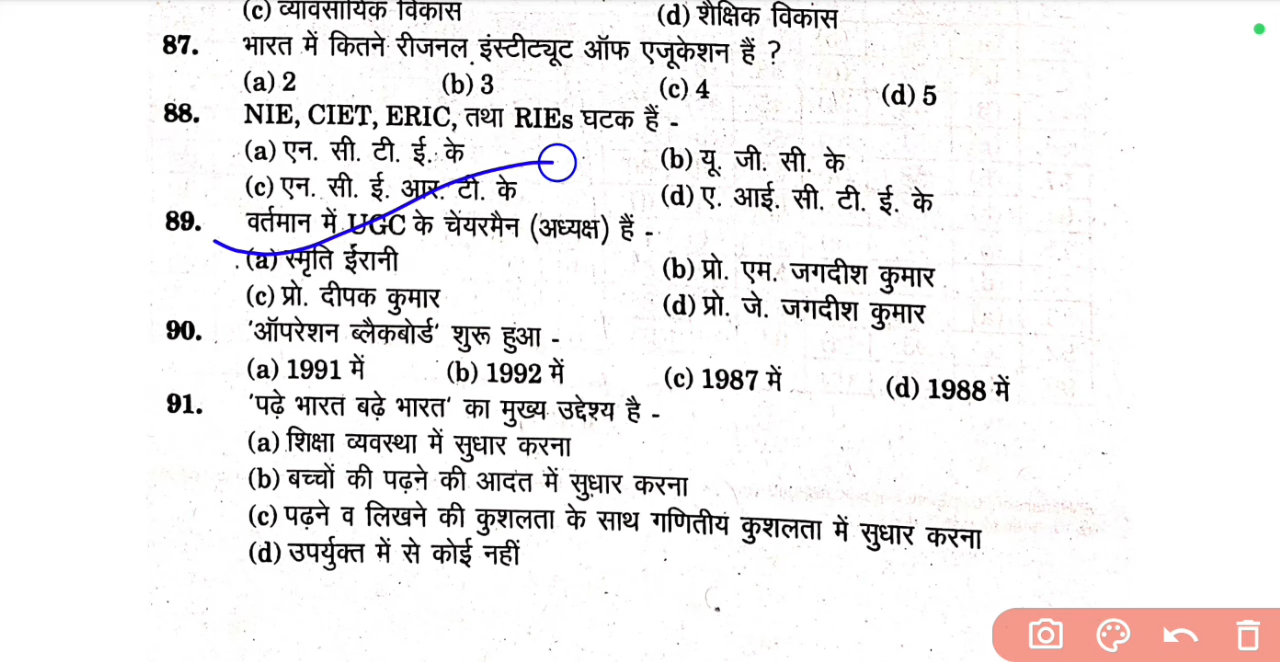 (c) व्यावसायिक विकास (d) शैक्षिक विकास
87. भारत में कितने रीजनल इंस्टीट्यूट ऑफ एजूकेशन हैं ?
(a) 2 (b) 3 (c) 4 (d) 5
88. NIE, CIET, ERIC, तथा RIEs घटक हैं -
(a) एन. सी. टी. ई. के (b) यू. जी. सी. के
(c) एन. सी. ई. आर. टी. के (d) ए. आई. सी. टी. ई. के
89. वर्तमान में UGC के चेयरमैन (अध्यक्ष) हैं -
(a) स्मृति ईरानी (b) प्रो. एम. जगदीश कुमार
(c) प्रो. दीपक कुमार (d) प्रो. जे. जगदीश कुमार
90. 'ऑपरेशन ब्लैकबोर्ड' शुरू हुआ -
(a) 1991 में (b) 1992 में (c) 1987 में (d) 1988 में
91. 'पढ़े भारत बढ़े भारत' का मुख्य उद्देश्य है -
(a) शिक्षा व्यवस्था में सुधार करना
(b) बच्चों की पढ़ने की आदत में सुधार करना
(c) पढ़ने व लिखने की कुशलता के साथ गणितीय कुशलता में सुधार करना
(d) उपर्युक्त में से कोई नहीं